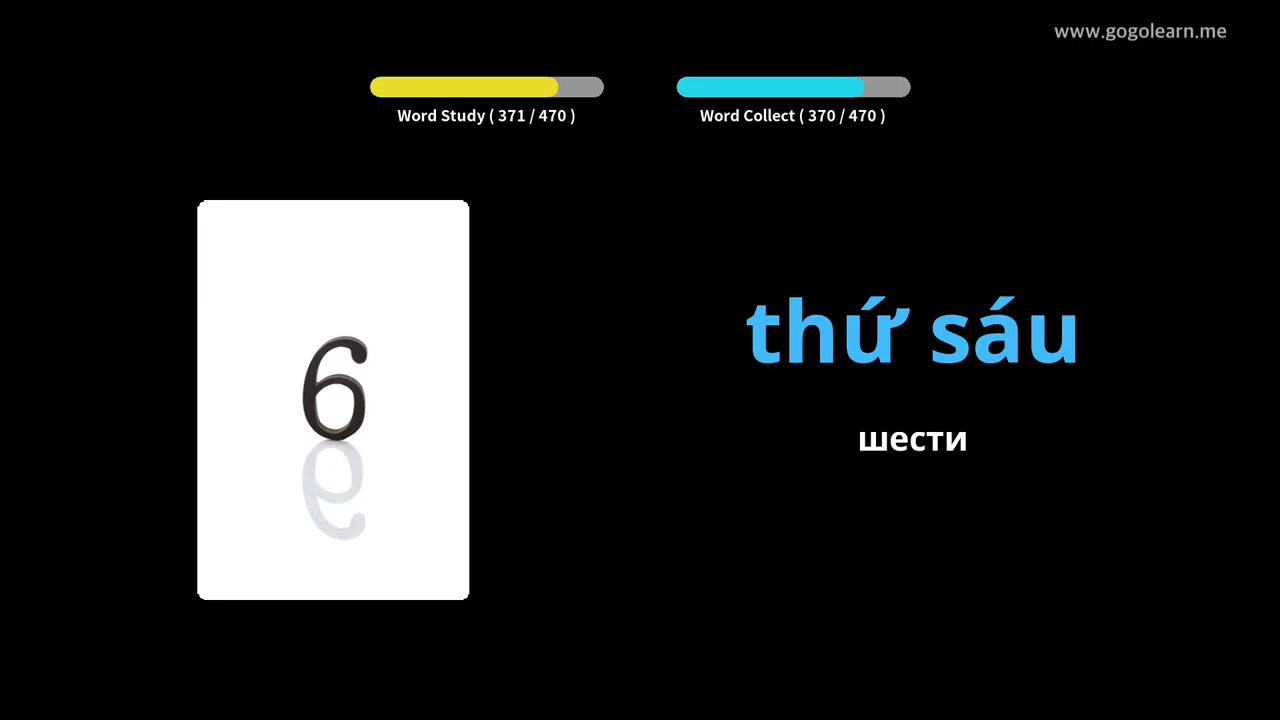 www.gogolearn.me
Word Study ( 371 / 470 )
Word Collect ( 370 / 470 )
6
thứ sáu
шести